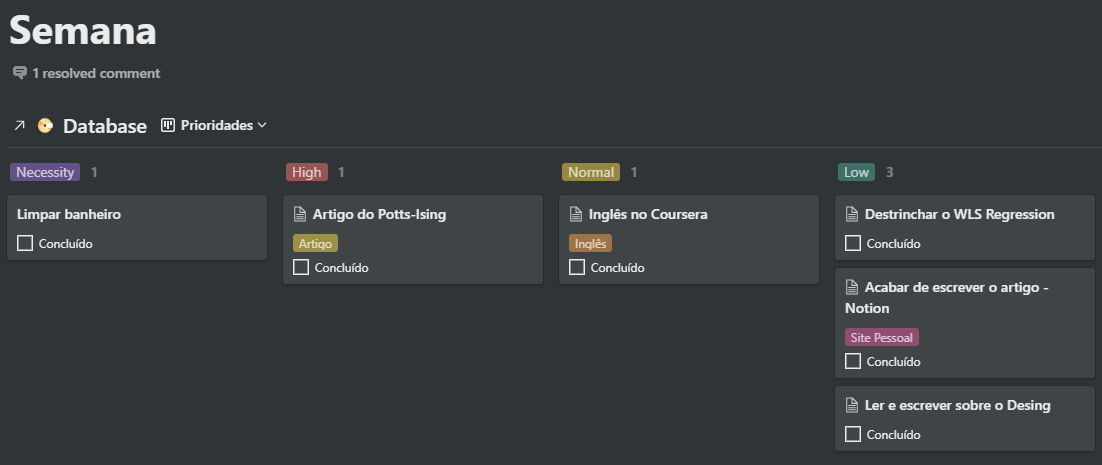 Semana
1 resolved comment
Database Prioridades
Necessity 1
Limpar banheiro
Concluído
High 1
Artigo do Potts-Ising
Artigo
Concluído
Normal 1
Inglês no Coursera
Inglês
Concluído
Low 3
Destrinchar o WLS Regression
Concluído
Acabar de escrever o artigo -
Notion
Site Pessoal
Concluído
Ler e escrever sobre o Desing
Concluído